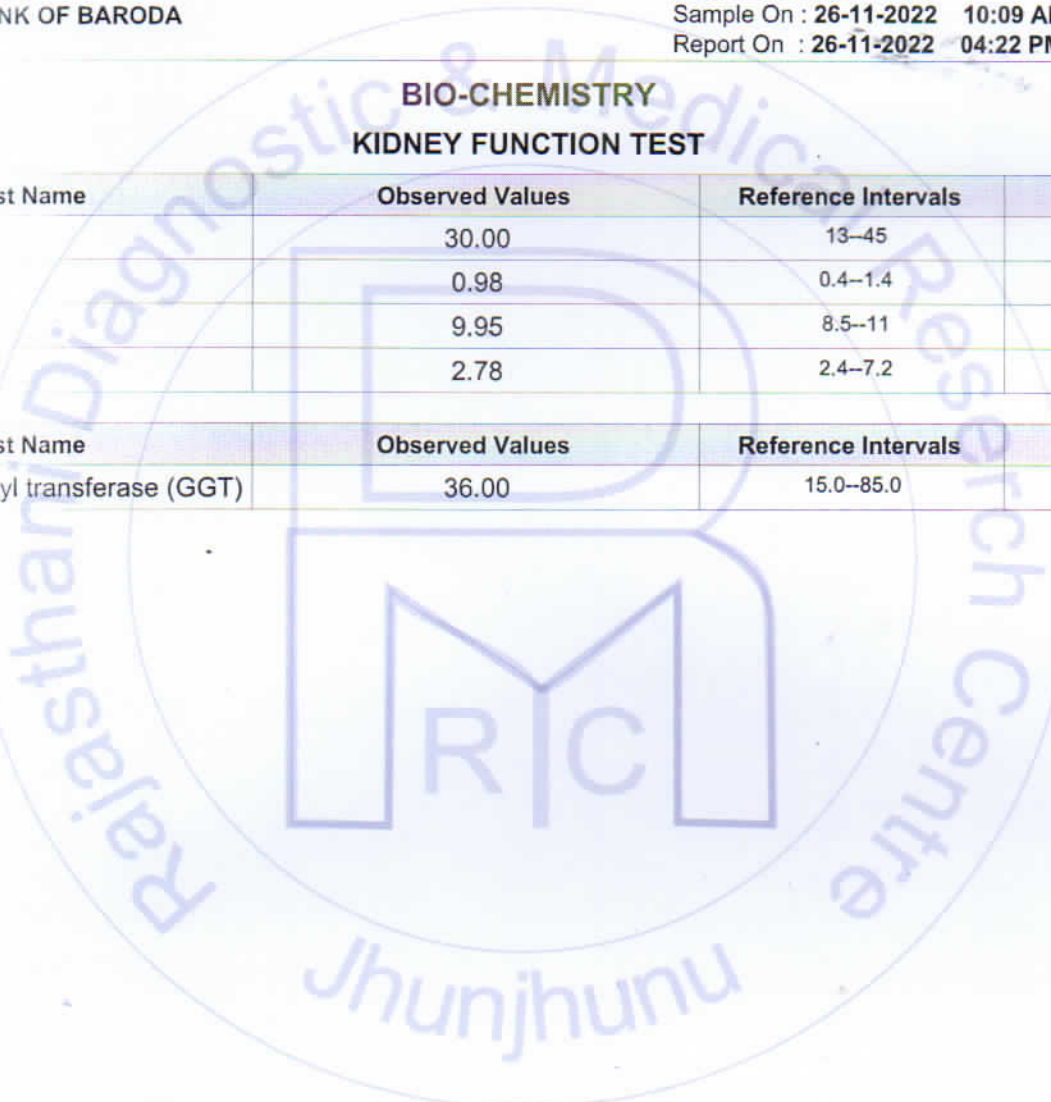 NK OF BARODA
Sample On : 26-11-2022 10:09 A
Report On : 26-11-2022 04:22 P
BIO-CHEMISTRY
KIDNEY FUNCTION TEST
st Name Observed Values Reference Intervals
30.00 13--45
0.98 0.4--1.4
9.95 8.5--11
2.78 2.4--7.2
st Name Observed Values Reference Intervals
yl transferase (GGT) 36.00 15.0--85.0
Rajasthani Diagnostic & Medical Reserch Centre
R C
Jhunjhunu